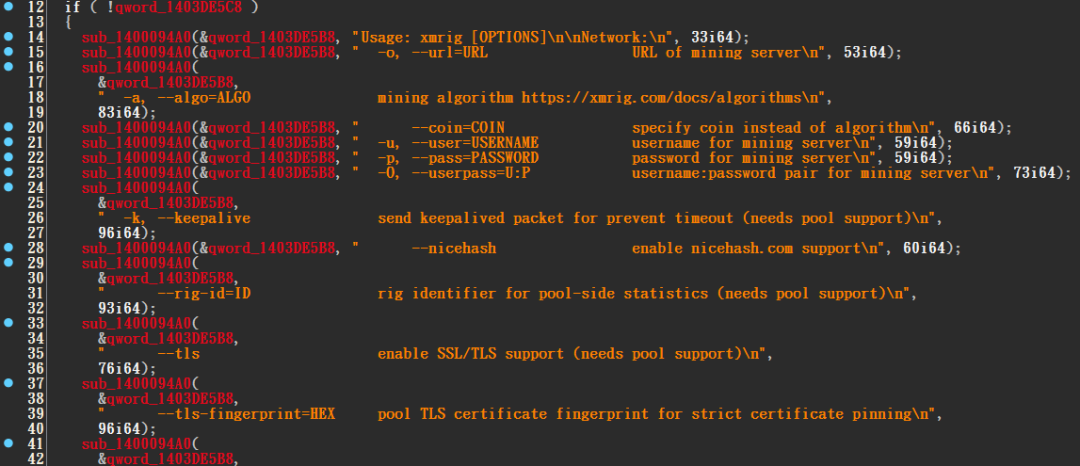 12 if ( !qword_1403DE5C8 )
13 {
14 sub_1400094A0(&qword_1403DE5B8, "Usage: xmrig [OPTIONS]\n\nNetwork:\n", 33i64);
15 sub_1400094A0(&qword_1403DE5B8, "  -o, --url=URL                 URL of mining server\n", 53i64);
16 sub_1400094A0(
17 &qword_1403DE5B8,
18 "  -a, --algo=ALGO               mining algorithm https://xmrig.com/docs/algorithms\n",
19 83i64);
20 sub_1400094A0(&qword_1403DE5B8, "      --coin=COIN               specify coin instead of algorithm\n", 66i64);
21 sub_1400094A0(&qword_1403DE5B8, "  -u, --user=USERNAME           username for mining server\n", 59i64);
22 sub_1400094A0(&qword_1403DE5B8, "  -p, --pass=PASSWORD           password for mining server\n", 59i64);
23 sub_1400094A0(&qword_1403DE5B8, "  -O, --userpass=U:P            username:password pair for mining server\n", 73i64);
24 sub_1400094A0(
25 &qword_1403DE5B8,
26 "  -k, --keepalive               send keepalived packet for prevent timeout (needs pool support)\n",
27 96i64);
28 sub_1400094A0(&qword_1403DE5B8, "      --nicehash                enable nicehash.com support\n", 60i64);
29 sub_1400094A0(
30 &qword_1403DE5B8,
31 "      --rig-id=ID               rig identifier for pool-side statistics (needs pool support)\n",
32 93i64);
33 sub_1400094A0(
34 &qword_1403DE5B8,
35 "      --tls                     enable SSL/TLS support (needs pool support)\n",
36 76i64);
37 sub_1400094A0(
38 &qword_1403DE5B8,
39 "      --tls-fingerprint=HEX     pool TLS certificate fingerprint for strict certificate pinning\n",
40 96i64);
41 sub_1400094A0(
42 &qword_1403DE5B8,